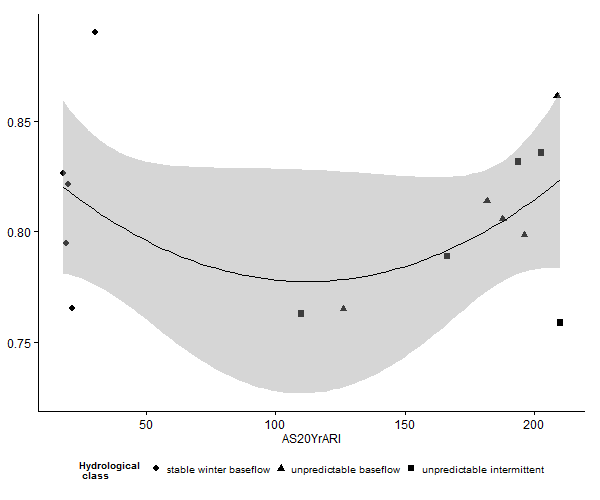 0.85
0.80
0.75
50 100 150 200
AS20YrARI
Hydrological class stable winter baseflow unpredictable baseflow unpredictable intermittent